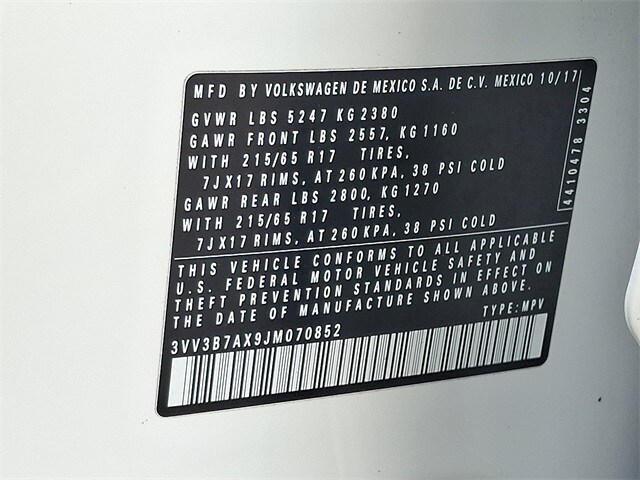 MFD BY VOLKSWAGEN DE MEXICO S.A. DE C.V. MEXICO 10/17
GVWR LBS 5247 KG 2380
GAWR FRONT LBS 2557, KG 1160
WITH 215/65 R17 TIRES,
7J X17 RIMS, AT 260 KPA, 38 PSI COLD
GAWR REAR LBS 2800, KG 1270
WITH 215/65 R17 TIRES,
7J X17 RIMS, AT 260 KPA, 38 PSI COLD
4410478 3304
THIS VEHICLE CONFORMS TO ALL APPLICABLE
U.S. FEDERAL MOTOR VEHICLE SAFETY AND
THEFT PREVENTION STANDARDS IN EFFECT ON
THE DATE OF MANUFACTURE SHOWN ABOVE.
3VV3B7AX9JM070852 TYPE: MPV